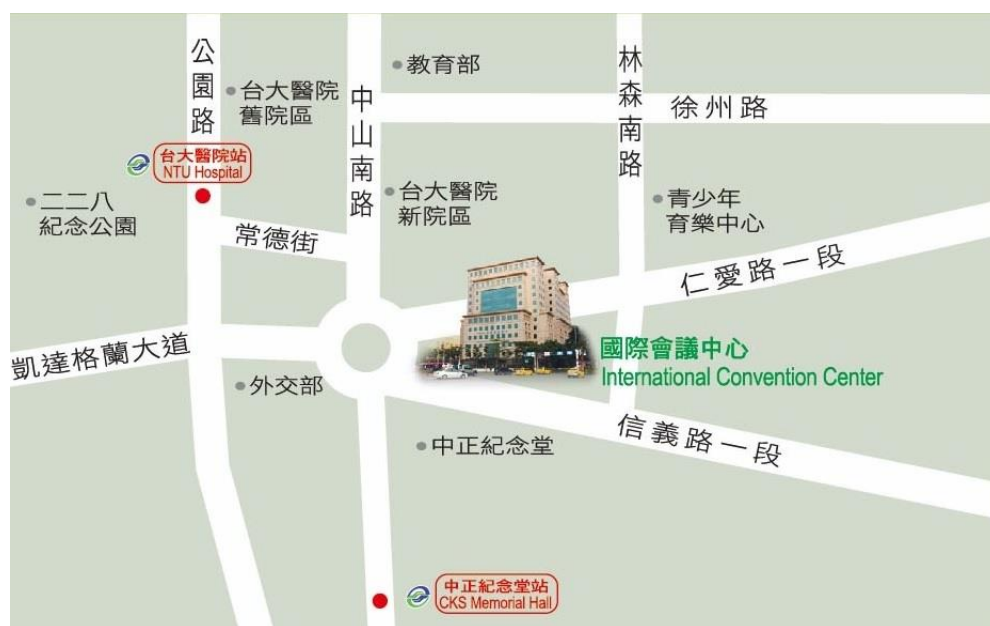 公園路
台大醫院
舊院區
中山南路
教育部
林森南路
徐州路
台大醫院站
NTU Hospital
二二八
紀念公園
常德街
台大醫院
新院區
青少年
育樂中心
仁愛路一段
凱達格蘭大道
外交部
國際會議中心
International Convention Center
信義路一段
中正紀念堂
中正紀念堂站
CKS Memorial Hall